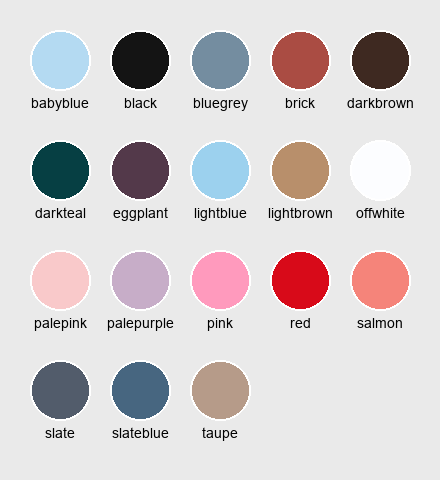 babyblue black bluegrey brick darkbrown
darkteal eggplant lightblue lightbrown offwhite
palepink palepurple pink red salmon
slate slateblue taupe